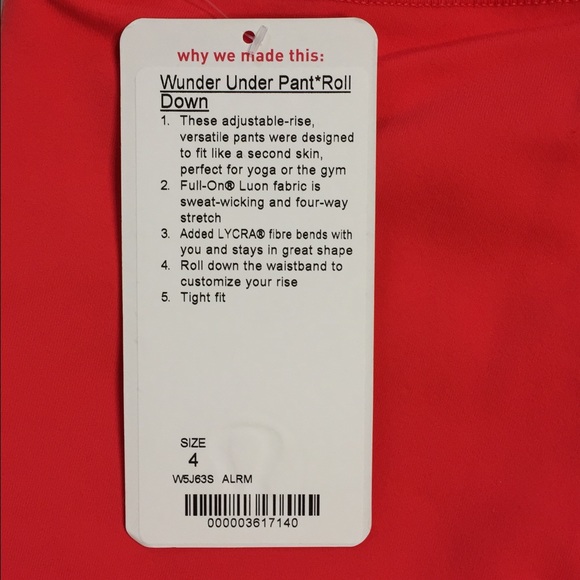 why we made this:
Wunder Under Pant*Roll
Down
1. These adjustable-rise,
versatile pants were designed
to fit like a second skin,
perfect for yoga or the gym
2. Full-On® Luon fabric is
sweat-wicking and four-way
stretch
3. Added LYCRA® fibre bends with
you and stays in great shape
4. Roll down the waistband to
customize your rise
5. Tight fit
SIZE
4
W5J63S ALRM
000003617140